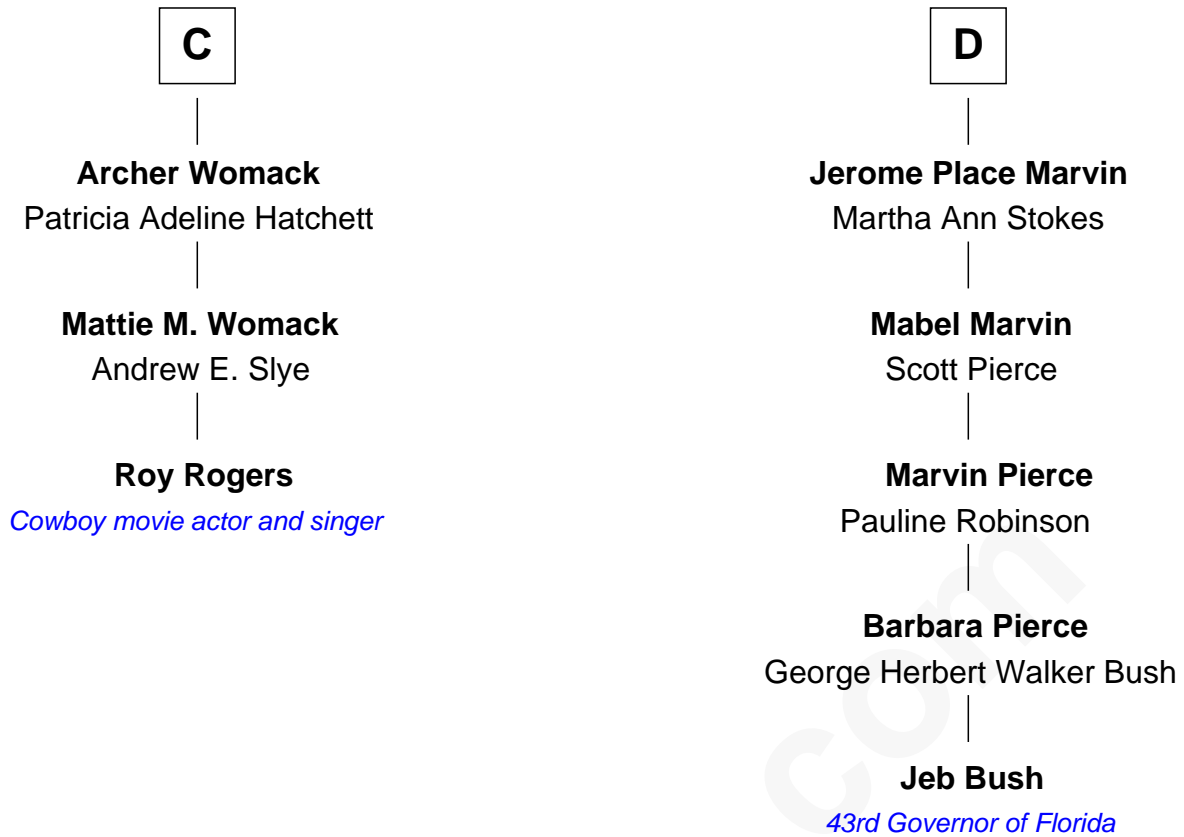 C
Archer Womack
Patricia Adeline Hatchett
Mattie M. Womack
Andrew E. Slye
Roy Rogers
Cowboy movie actor and singer
D
Jerome Place Marvin
Martha Ann Stokes
Mabel Marvin
Scott Pierce
Marvin Pierce
Pauline Robinson
Barbara Pierce
George Herbert Walker Bush
Jeb Bush
43rd Governor of Florida
com